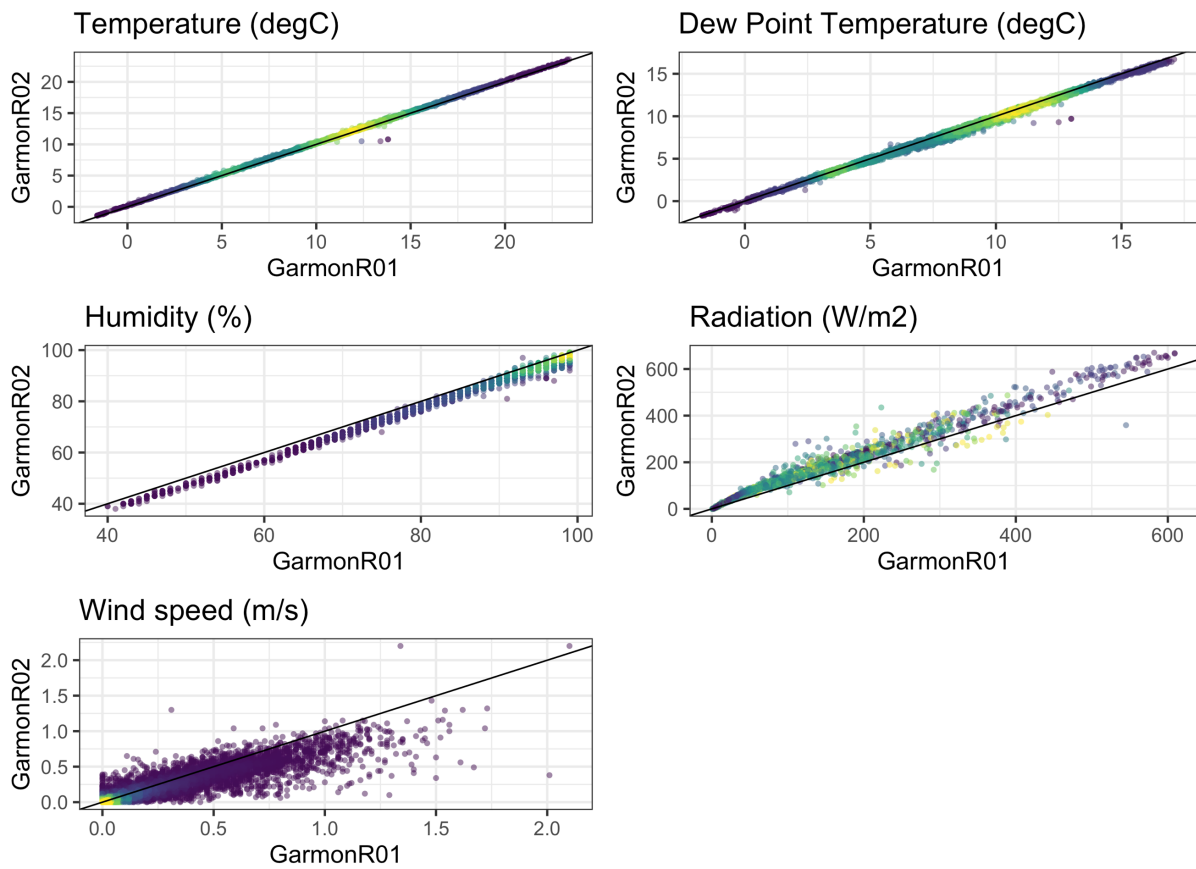 Temperature (degC)
GarmonR02
20
15
10
5
0
0 5 10 15 20
GarmonR01
Dew Point Temperature (degC)
GarmonR02
15
10
5
0
0 5 10 15
GarmonR01
Humidity (%)
GarmonR02
100
80
60
40
40 60 80 100
GarmonR01
Radiation (W/m2)
GarmonR02
600
400
200
0
0 200 400 600
GarmonR01
Wind speed (m/s)
GarmonR02
2.0
1.5
1.0
0.5
0.0
0.0 0.5 1.0 1.5 2.0
GarmonR01